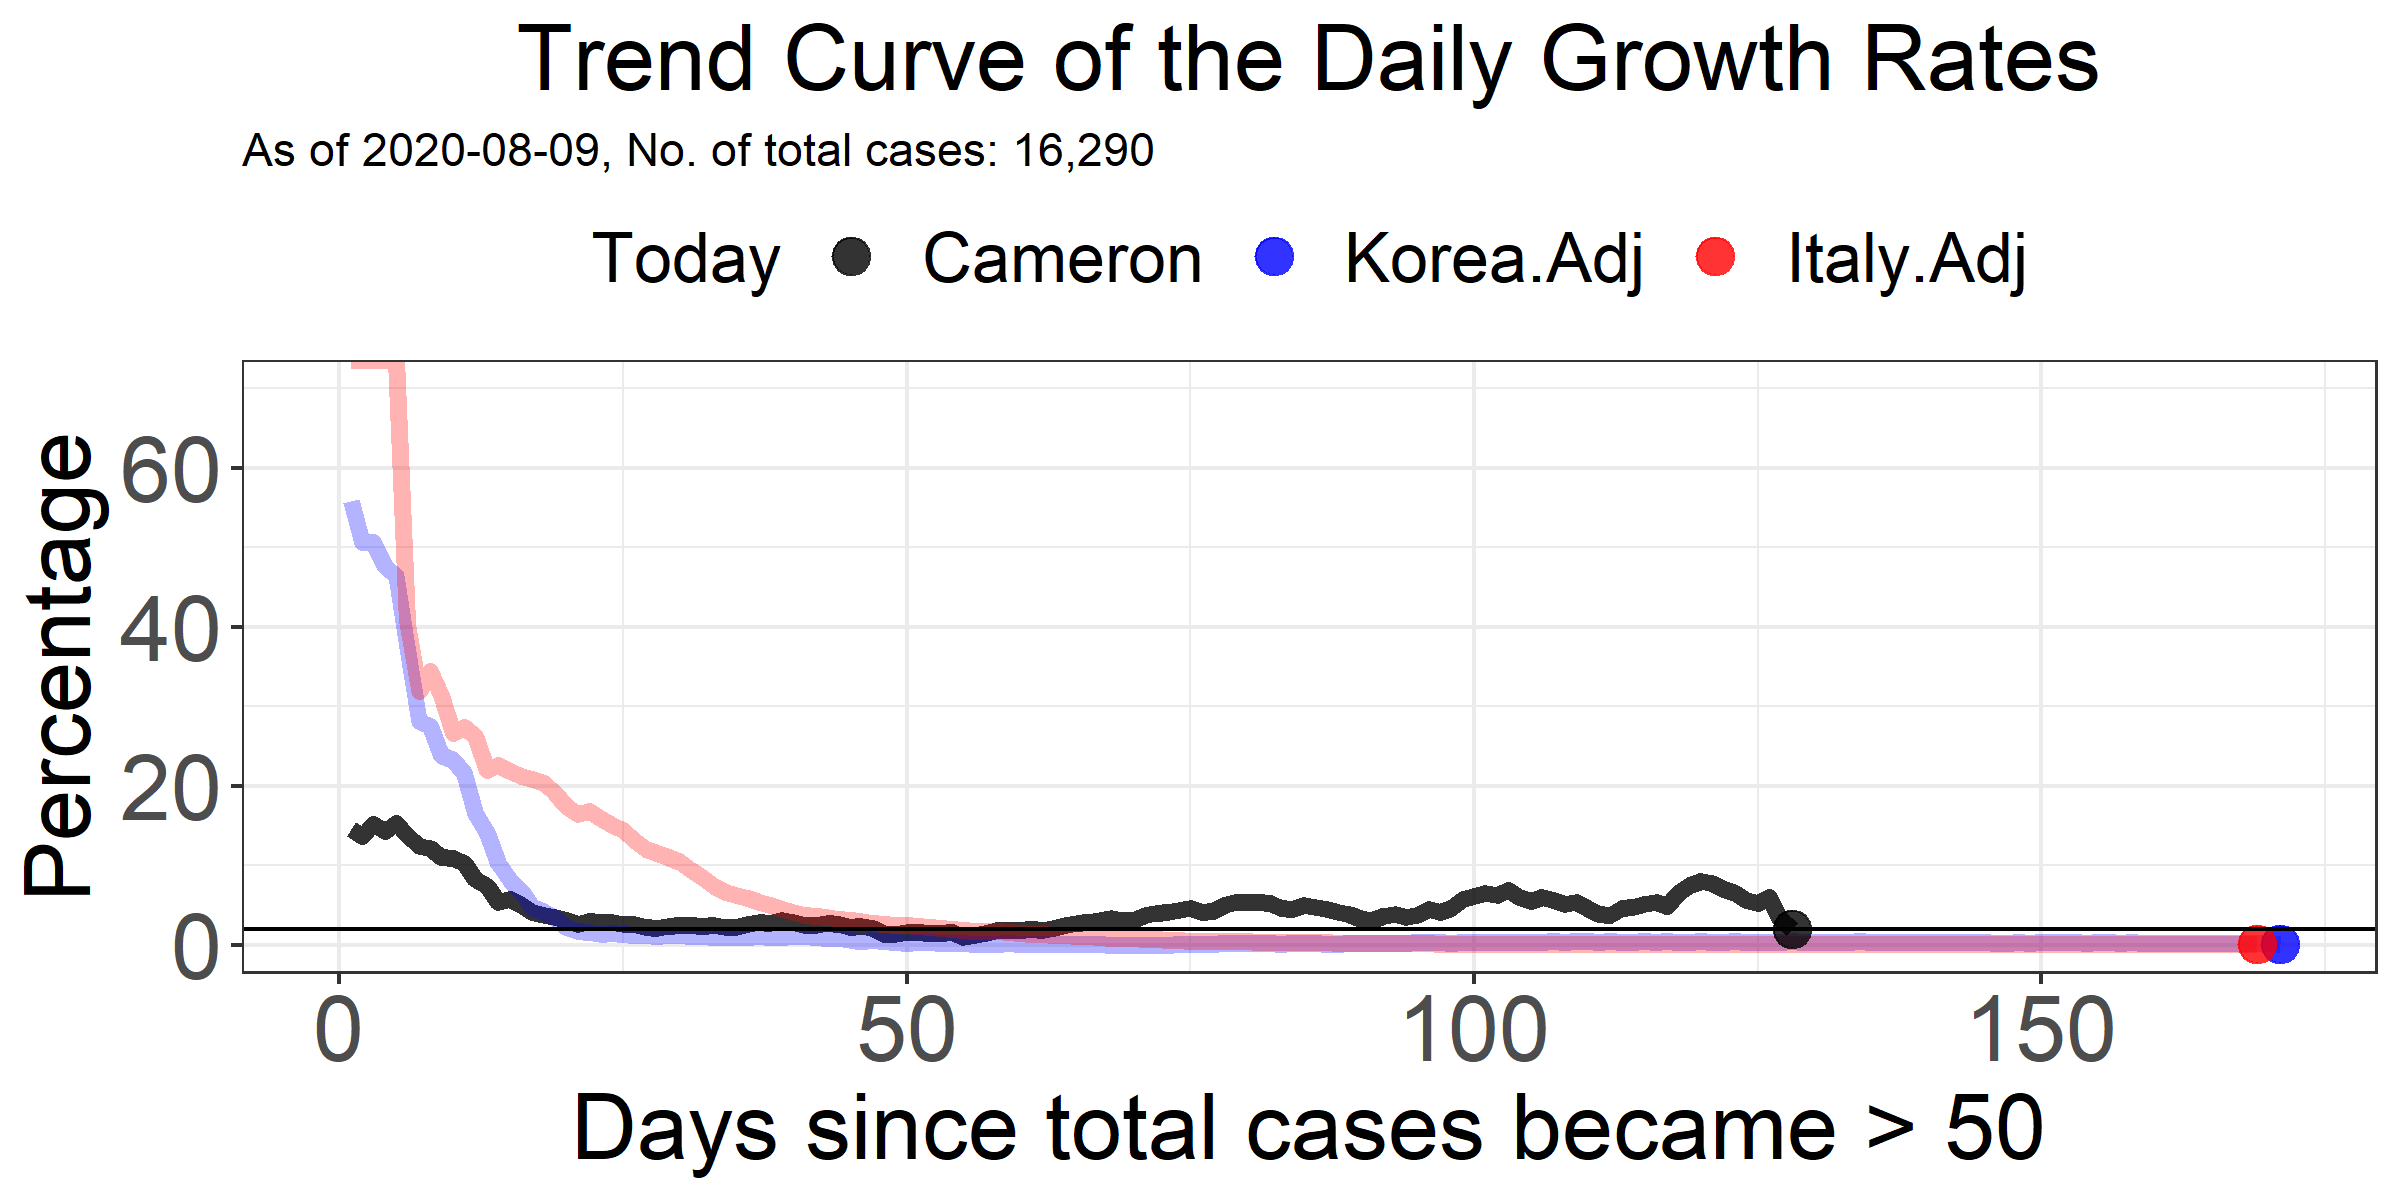 Trend Curve of the Daily Growth Rates
As of 2020-08-09, No. of total cases: 16,290
Today Cameron Korea.Adj Italy.Adj
Percentage
60
40
20
0
0 50 100 150
Days since total cases became > 50